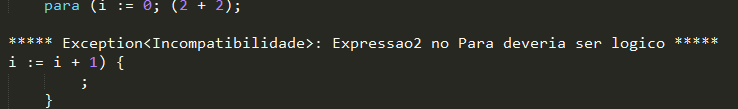 para (i := 0; (2 + 2);
***** Exception<Incompatibilidade>: Expressao2 no Para deveria ser logico *****
i := i + 1) {
;
}